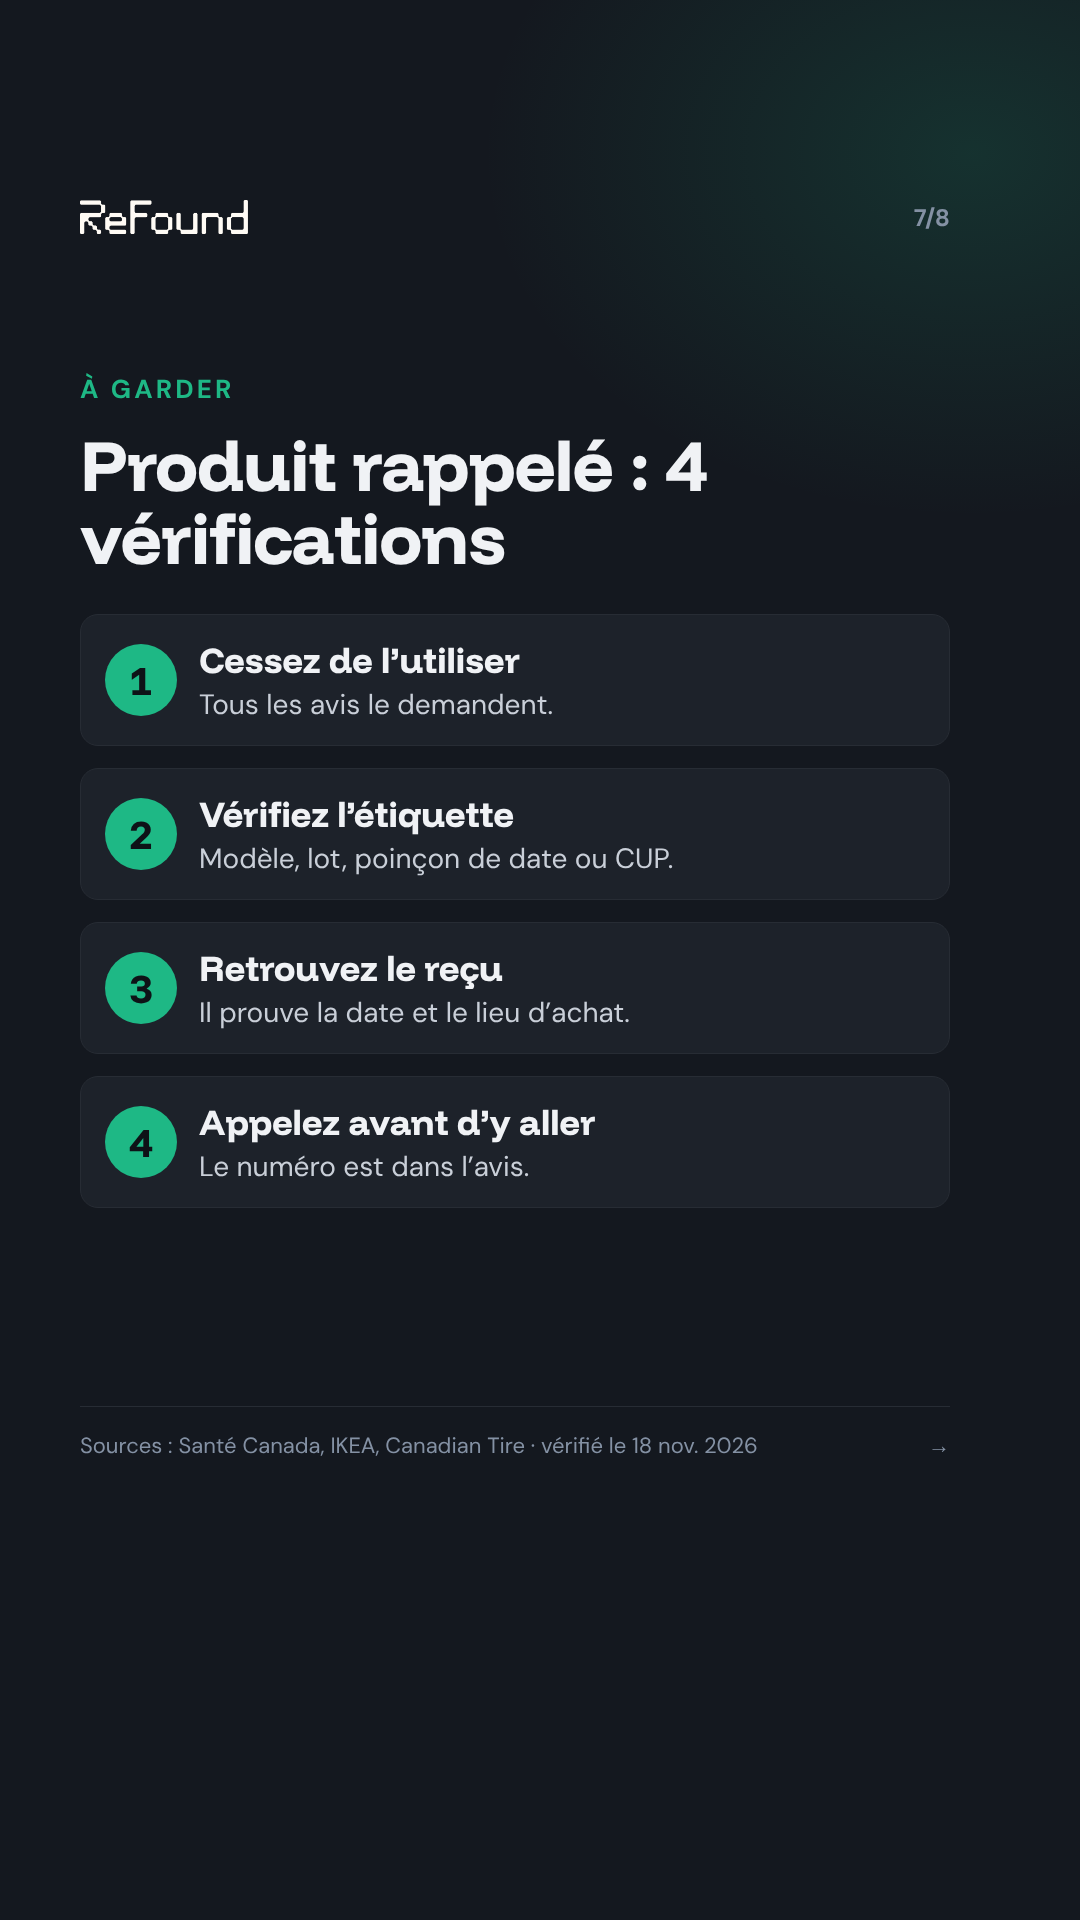 ReFound
7/8
À GARDER
Produit rappelé : 4
vérifications
1
Cessez de l’utiliser
Tous les avis le demandent.
2
Vérifiez l’étiquette
Modèle, lot, poinçon de date ou CUP.
3
Retrouvez le reçu
Il prouve la date et le lieu d’achat.
4
Appelez avant d’y aller
Le numéro est dans l’avis.
Sources : Santé Canada, IKEA, Canadian Tire · vérifié le 18 nov. 2026 →